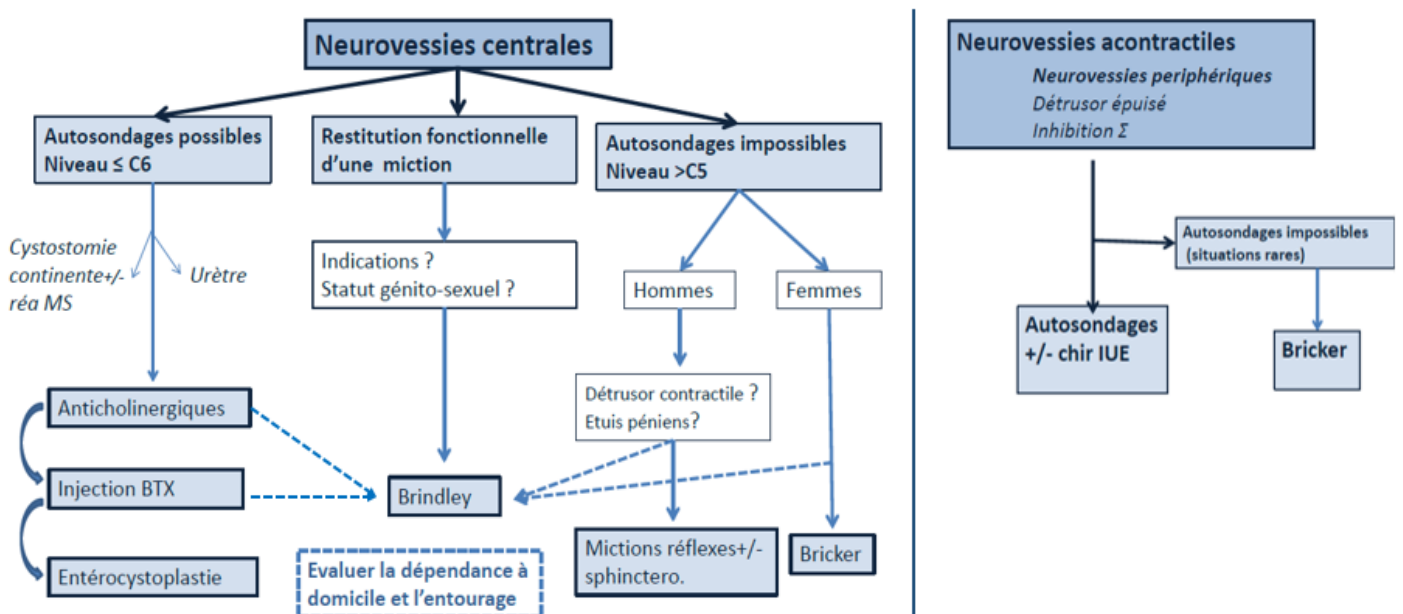 Neurovessies centrales
Autosondages possibles
Niveau ≤ C6
Restitution fonctionnelle
d'une miction
Autosondages impossibles
Niveau >C5
Cystostomie
continente+/-
réa MS
Urètre
Indications ?
Statut génito-sexuel ?
Hommes
Femmes
Anticholinergiques
Détrusor contractile ?
Etuis péniens?
Injection BTX
Brindley
Entérocystoplastie
Evaluer la dépendance à
domicile et l'entourage
Mictions réflexes+/-
sphinctero.
Bricker
Neurovessies acontractiles
Neurovessies periphériques
Détrusor épuisé
Inhibition Σ
Autosondages impossibles
(situations rares)
Autosondages
+/- chir IUE
Bricker